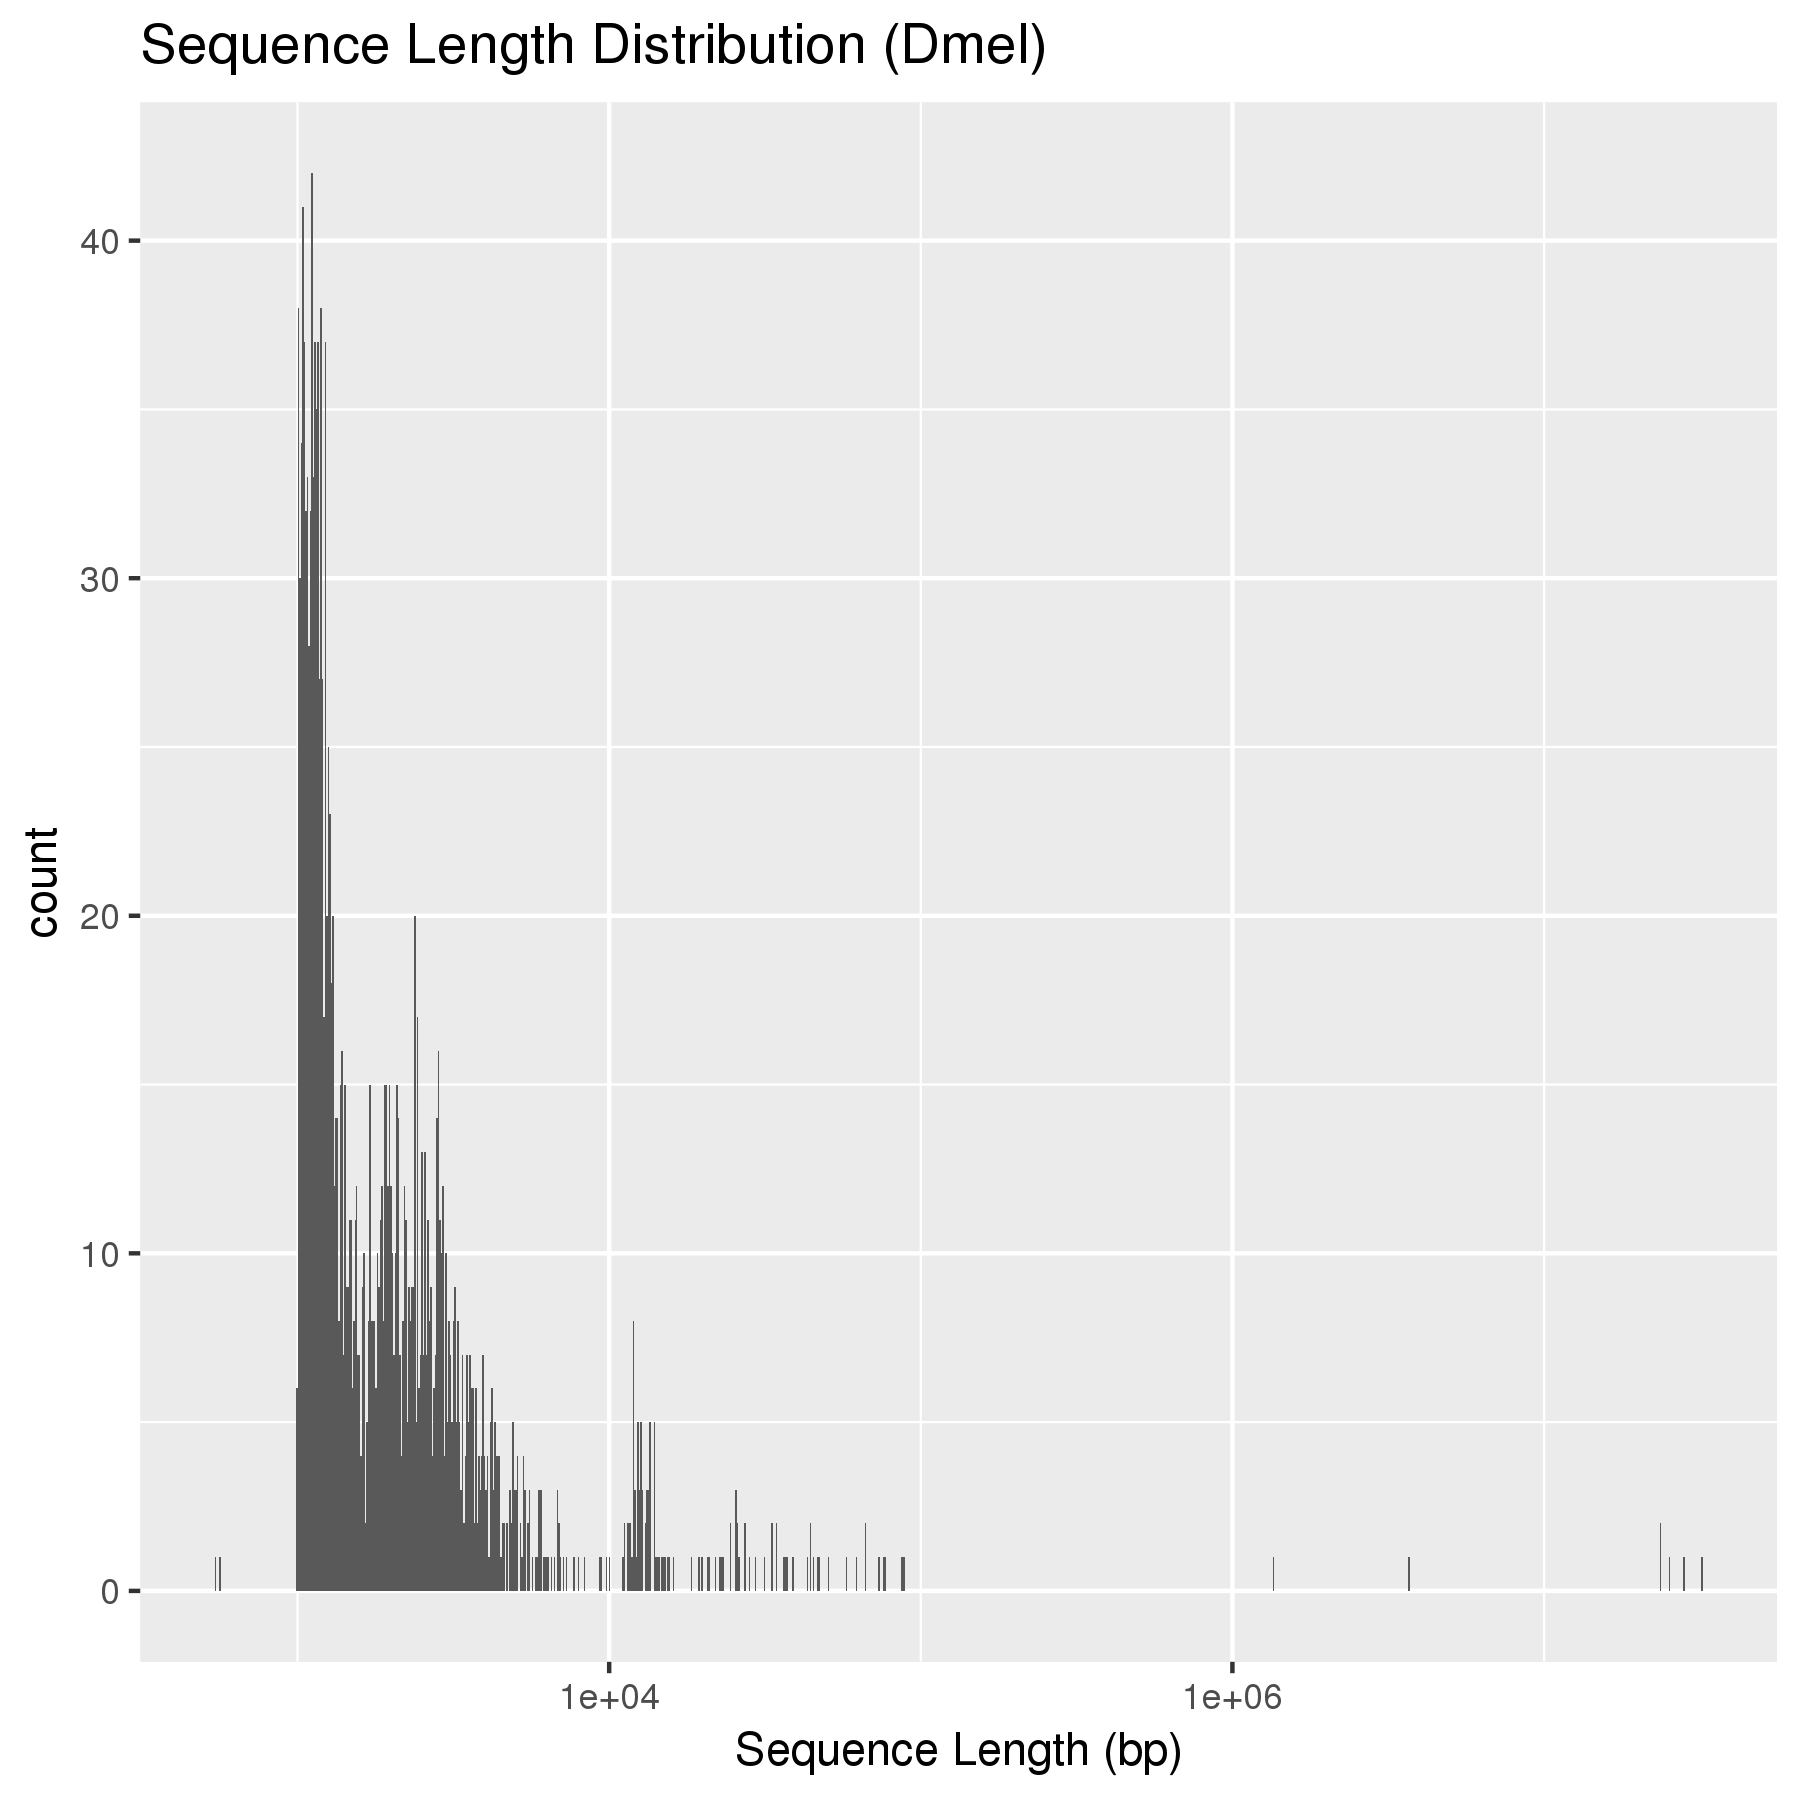 Sequence Length Distribution (Dmel)
count
40
30
20
10
0
1e+04
1e+06
Sequence Length (bp)